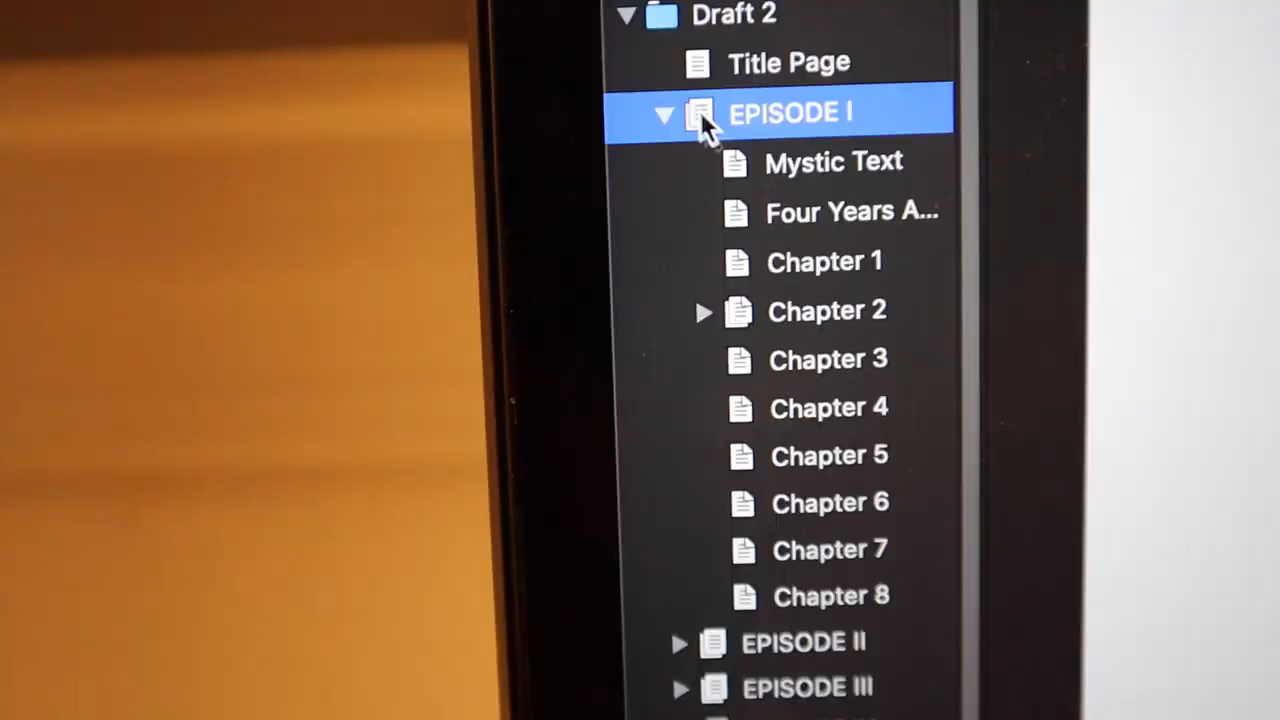 Draft 2
Title Page
EPISODE I
Mystic Text
Four Years A...
Chapter 1
Chapter 2
Chapter 3
Chapter 4
Chapter 5
Chapter 6
Chapter 7
Chapter 8
EPISODE II
EPISODE III